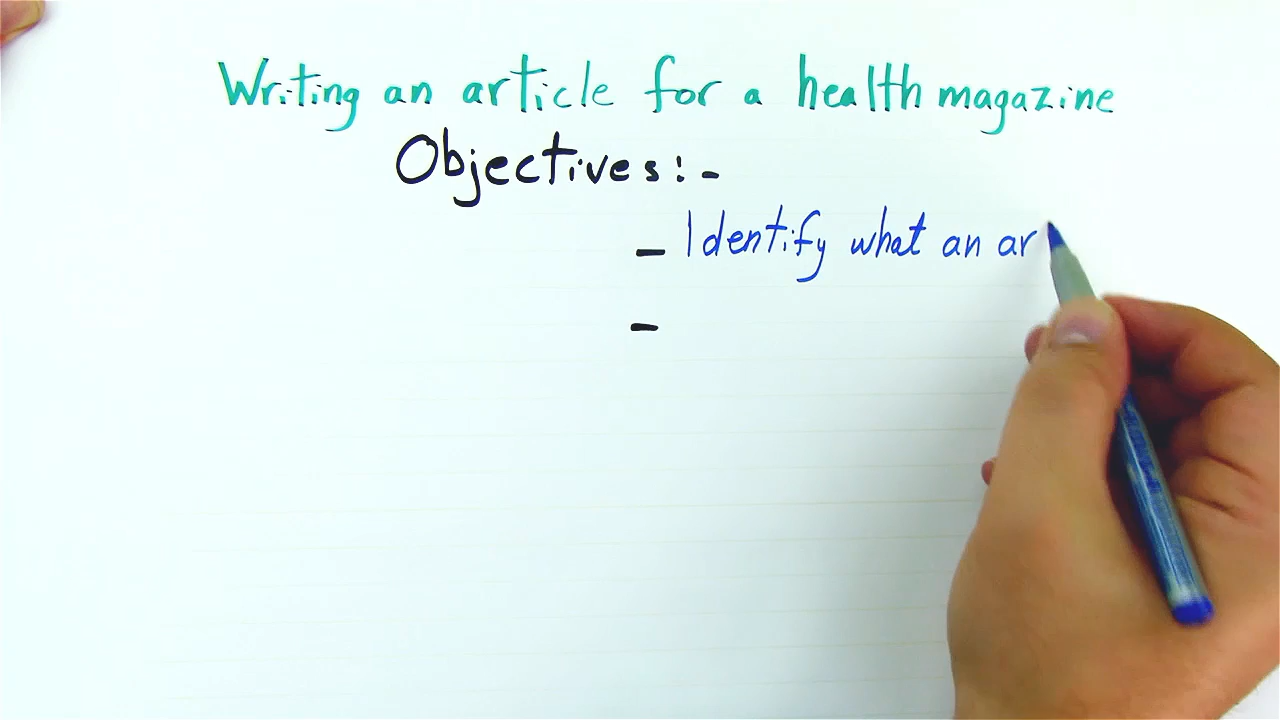 Writing an article for a health magazine
Objectives:-
- Identify what an ar
-